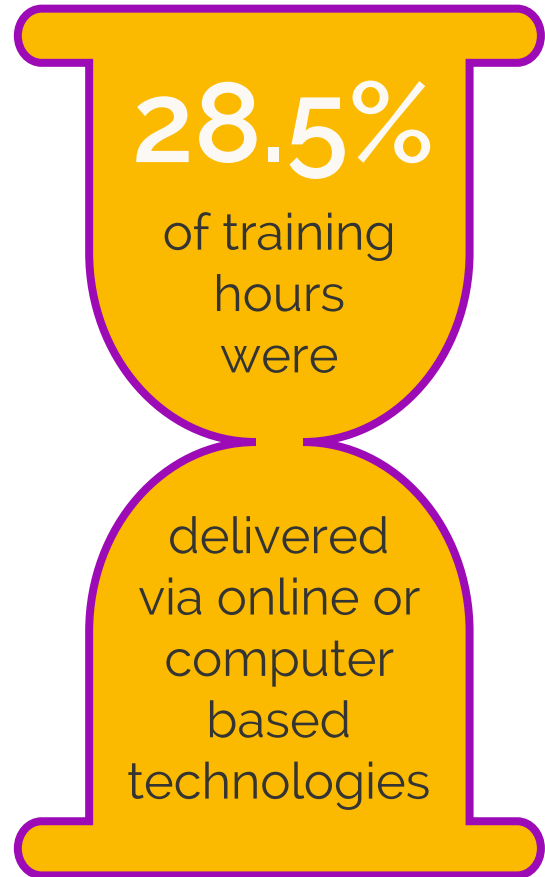 28.5%
of training
hours
were
delivered
via online or
computer
based
technologies